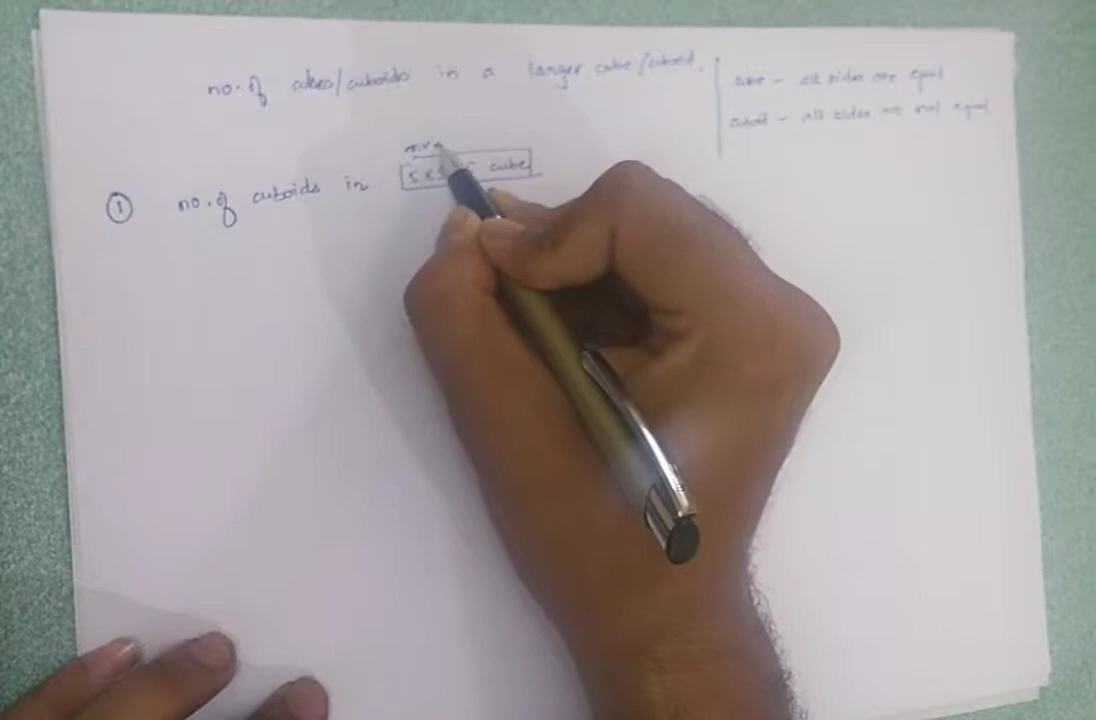 no. of cubes/cuboids in a larger cube/cuboid.
cube - all sides are equal
cuboid - all sides are not equal
① no. of cuboids in 5x5 cube